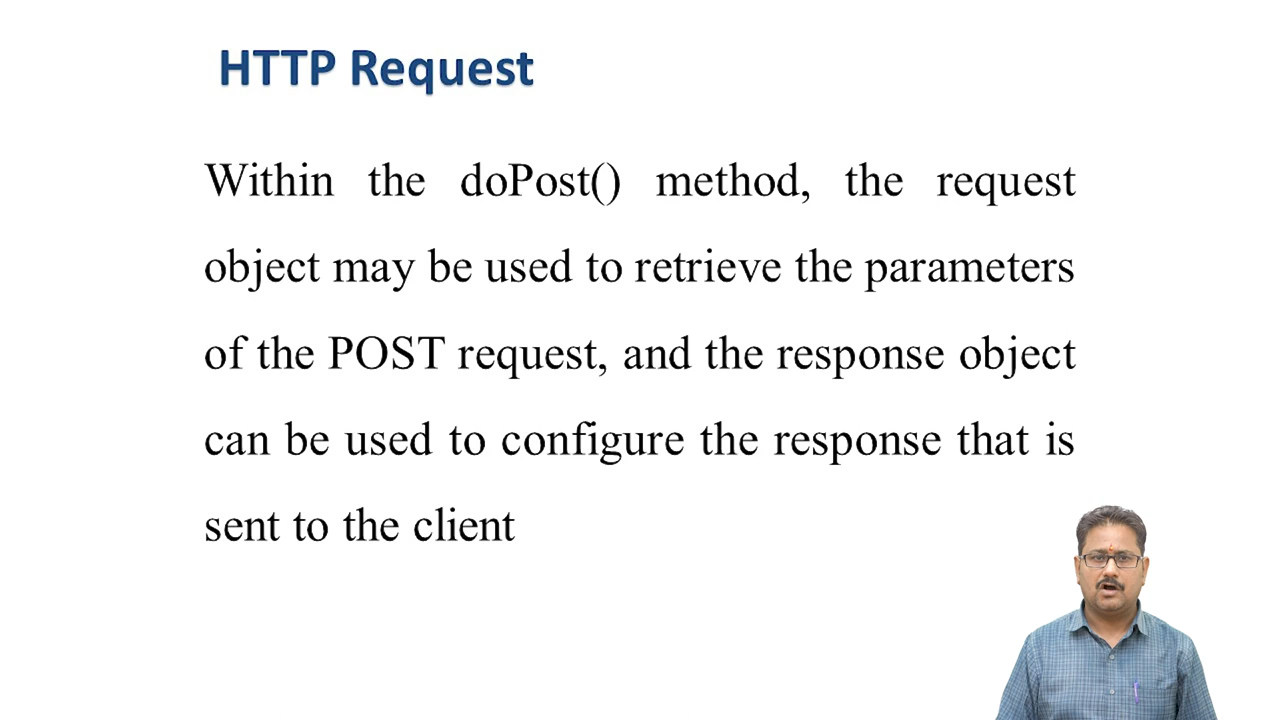 HTTP Request
Within the doPost() method, the request
object may be used to retrieve the parameters
of the POST request, and the response object
can be used to configure the response that is
sent to the client